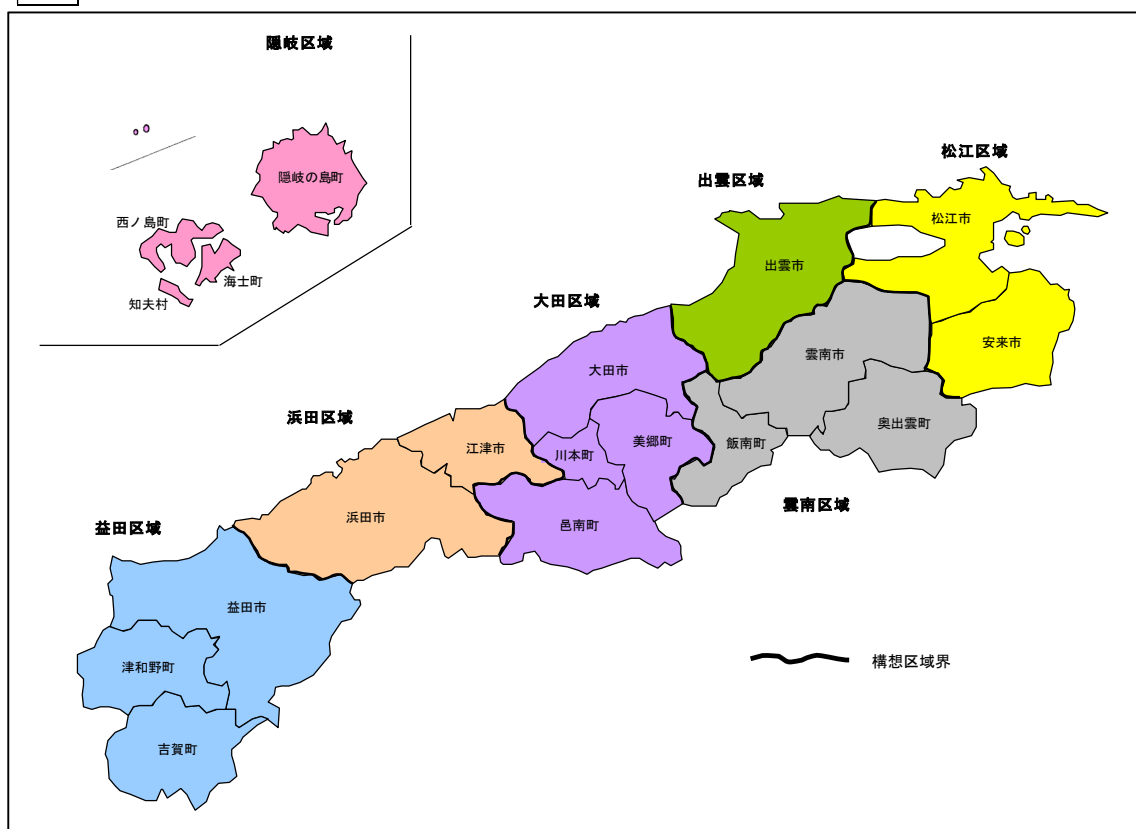 隠岐区域
隠岐の島町
西ノ島町
海士町
知夫村
松江区域
松江市
安来市
出雲区域
出雲市
雲南市
奥出雲町
飯南町
雲南区域
大田区域
大田市
美郷町
川本町
邑南町
浜田区域
江津市
浜田市
益田区域
益田市
津和野町
吉賀町
構想区域界